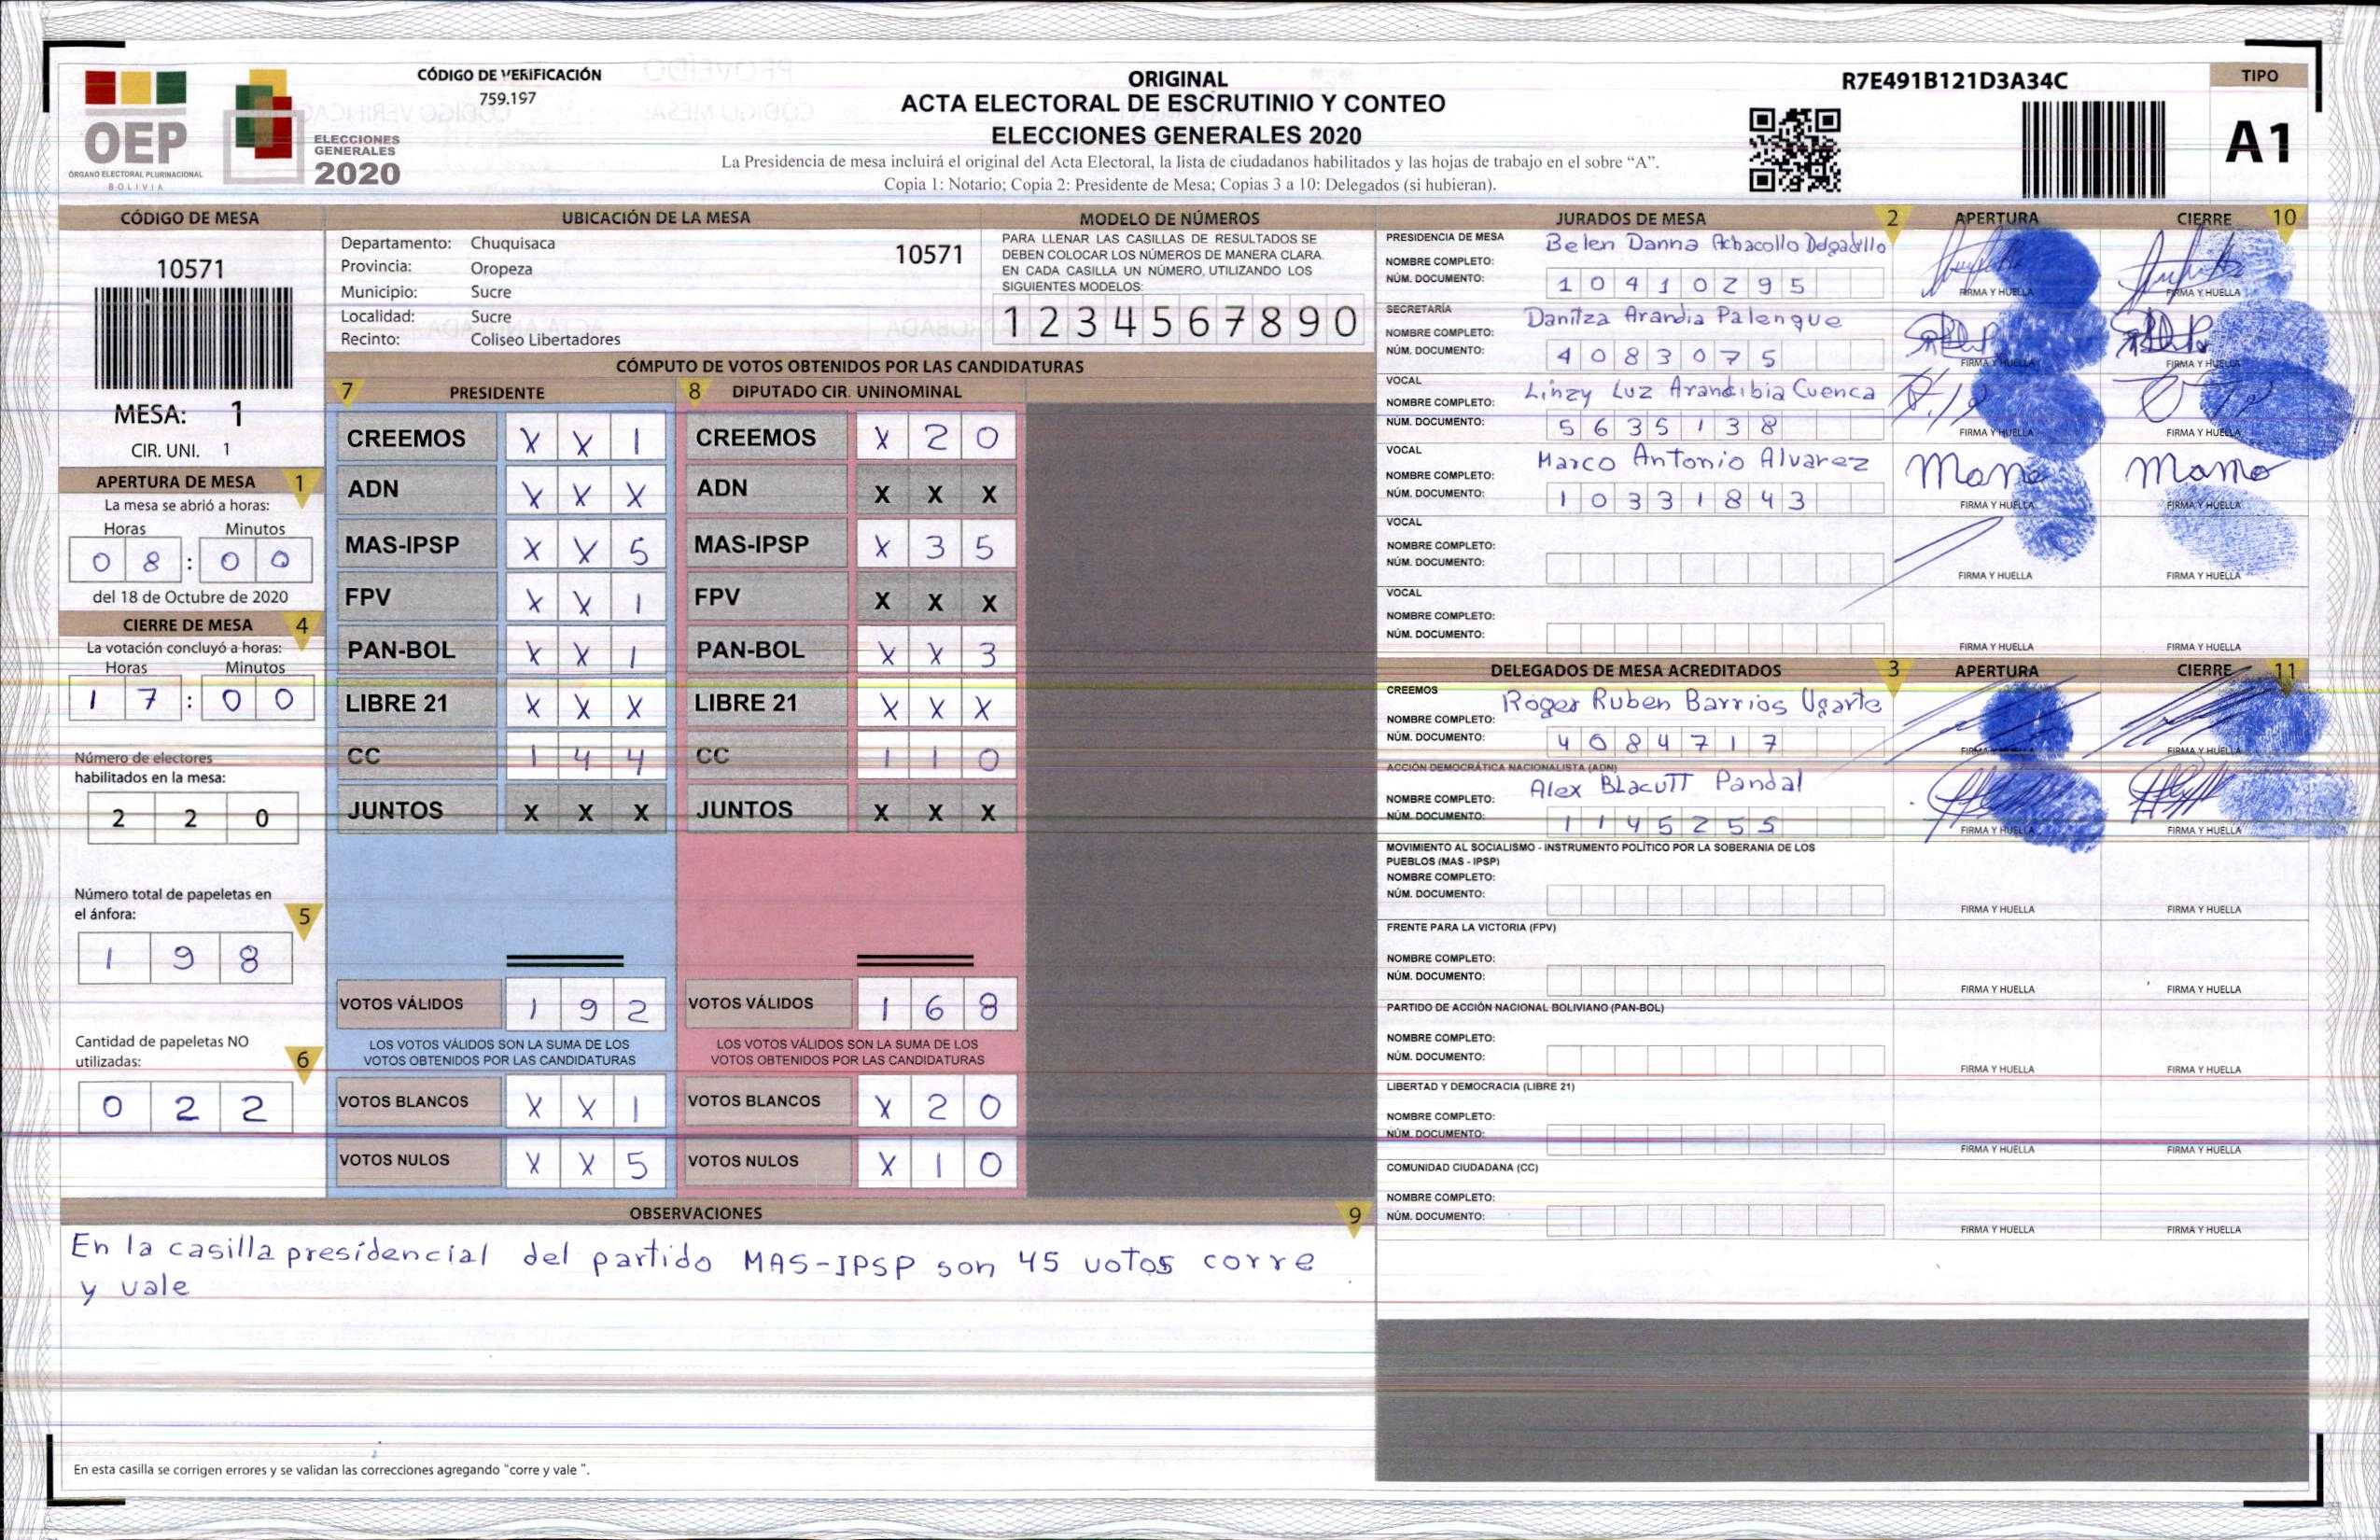 CÓDIGO DE VERIFICACIÓN
759.197
OEP
ÓRGANO ELECTORAL PLURINACIONAL
BOLIVIA
ELECCIONES
GENERALES
2020
ORIGINAL
ACTA ELECTORAL DE ESCRUTINIO Y CONTEO
ELECCIONES GENERALES 2020
La Presidencia de mesa incluirá el original del Acta Electoral, la lista de ciudadanos habilitados y las hojas de trabajo en el sobre “A”.
Copia 1: Notario; Copia 2: Presidente de Mesa; Copias 3 a 10: Delegados (si hubieran).
R7E491B121D3A34C
TIPO
A1
CÓDIGO DE MESA
10571
MESA: 1
CIR. UNI. 1
APERTURA DE MESA 1
La mesa se abrió a horas:
Horas Minutos
0 8 : 0 0
del 18 de Octubre de 2020
CIERRE DE MESA 4
La votación concluyó a horas:
Horas Minutos
1 7 : 0 0
Número de electores
habilitados en la mesa:
2 2 0
Número total de papeletas en
el ánfora: 5
1 9 8
Cantidad de papeletas NO
utilizadas: 6
0 2 2
UBICACIÓN DE LA MESA
Departamento: Chuquisaca
10571
Provincia: Oropeza
Municipio: Sucre
Localidad: Sucre
Recinto: Coliseo Libertadores
MODELO DE NÚMEROS
PARA LLENAR LAS CASILLAS DE RESULTADOS SE
DEBEN COLOCAR LOS NÚMEROS DE MANERA CLARA.
EN CADA CASILLA UN NÚMERO, UTILIZANDO LOS
SIGUIENTES MODELOS:
1 2 3 4 5 6 7 8 9 0
CÓMPUTO DE VOTOS OBTENIDOS POR LAS CANDIDATURAS
7 PRESIDENTE 8 DIPUTADO CIR. UNINOMINAL
CREEMOS X X 1 CREEMOS X 2 0
ADN X X X ADN X X X
MAS-IPSP X X 5 MAS-IPSP X 3 5
FPV X X 1 FPV X X X
PAN-BOL X X 1 PAN-BOL X X 3
LIBRE 21 X X X LIBRE 21 X X X
CC 1 4 4 CC 1 1 0
JUNTOS X X X JUNTOS X X X
VOTOS VÁLIDOS 1 9 2 VOTOS VÁLIDOS 1 6 8
LOS VOTOS VÁLIDOS SON LA SUMA DE LOS LOS VOTOS VÁLIDOS SON LA SUMA DE LOS
VOTOS OBTENIDOS POR LAS CANDIDATURAS VOTOS OBTENIDOS POR LAS CANDIDATURAS
VOTOS BLANCOS X X 1 VOTOS BLANCOS X 2 0
VOTOS NULOS X X 5 VOTOS NULOS X 1 0
OBSERVACIONES 9
En la casilla presidencial del partido MAS-IPSP son 45 votos corre
y vale
En esta casilla se corrigen errores y se validan las correcciones agregando “corre y vale ”.
JURADOS DE MESA 2 APERTURA CIERRE 10
PRESIDENCIA DE MESA
NOMBRE COMPLETO: Belen Danna Achacollo Delgadillo
NÚM. DOCUMENTO: 1 0 4 1 0 2 9 5
FIRMA Y HUELLA FIRMA Y HUELLA
SECRETARÍA
NOMBRE COMPLETO: Danitza Arandia Palenque
NÚM. DOCUMENTO: 4 0 8 3 0 7 5
FIRMA Y HUELLA FIRMA Y HUELLA
VOCAL
NOMBRE COMPLETO: Linzy Luz Arancibia Cuenca
NÚM. DOCUMENTO: 5 6 3 5 1 3 8
FIRMA Y HUELLA FIRMA Y HUELLA
VOCAL
NOMBRE COMPLETO: Marco Antonio Alvarez
NÚM. DOCUMENTO: 1 0 3 3 1 8 4 3
FIRMA Y HUELLA FIRMA Y HUELLA
VOCAL
NOMBRE COMPLETO:
NÚM. DOCUMENTO:
FIRMA Y HUELLA FIRMA Y HUELLA
VOCAL
NOMBRE COMPLETO:
NÚM. DOCUMENTO:
FIRMA Y HUELLA FIRMA Y HUELLA
DELEGADOS DE MESA ACREDITADOS 3 APERTURA CIERRE 11
CREEMOS
NOMBRE COMPLETO: Roger Ruben Barrios Ugarte
NÚM. DOCUMENTO: 4 0 8 4 7 1 7
FIRMA Y HUELLA FIRMA Y HUELLA
ACCIÓN DEMOCRÁTICA NACIONALISTA (ADN)
NOMBRE COMPLETO: Alex Blacutt Pandal
NÚM. DOCUMENTO: 1 1 4 5 2 5 5
FIRMA Y HUELLA FIRMA Y HUELLA
MOVIMIENTO AL SOCIALISMO - INSTRUMENTO POLÍTICO POR LA SOBERANIA DE LOS
PUEBLOS (MAS - IPSP)
NOMBRE COMPLETO:
NÚM. DOCUMENTO:
FIRMA Y HUELLA FIRMA Y HUELLA
FRENTE PARA LA VICTORIA (FPV)
NOMBRE COMPLETO:
NÚM. DOCUMENTO:
FIRMA Y HUELLA FIRMA Y HUELLA
PARTIDO DE ACCIÓN NACIONAL BOLIVIANO (PAN-BOL)
NOMBRE COMPLETO:
NÚM. DOCUMENTO:
FIRMA Y HUELLA FIRMA Y HUELLA
LIBERTAD Y DEMOCRACIA (LIBRE 21)
NOMBRE COMPLETO:
NÚM. DOCUMENTO:
FIRMA Y HUELLA FIRMA Y HUELLA
COMUNIDAD CIUDADANA (CC)
NOMBRE COMPLETO:
NÚM. DOCUMENTO:
FIRMA Y HUELLA FIRMA Y HUELLA